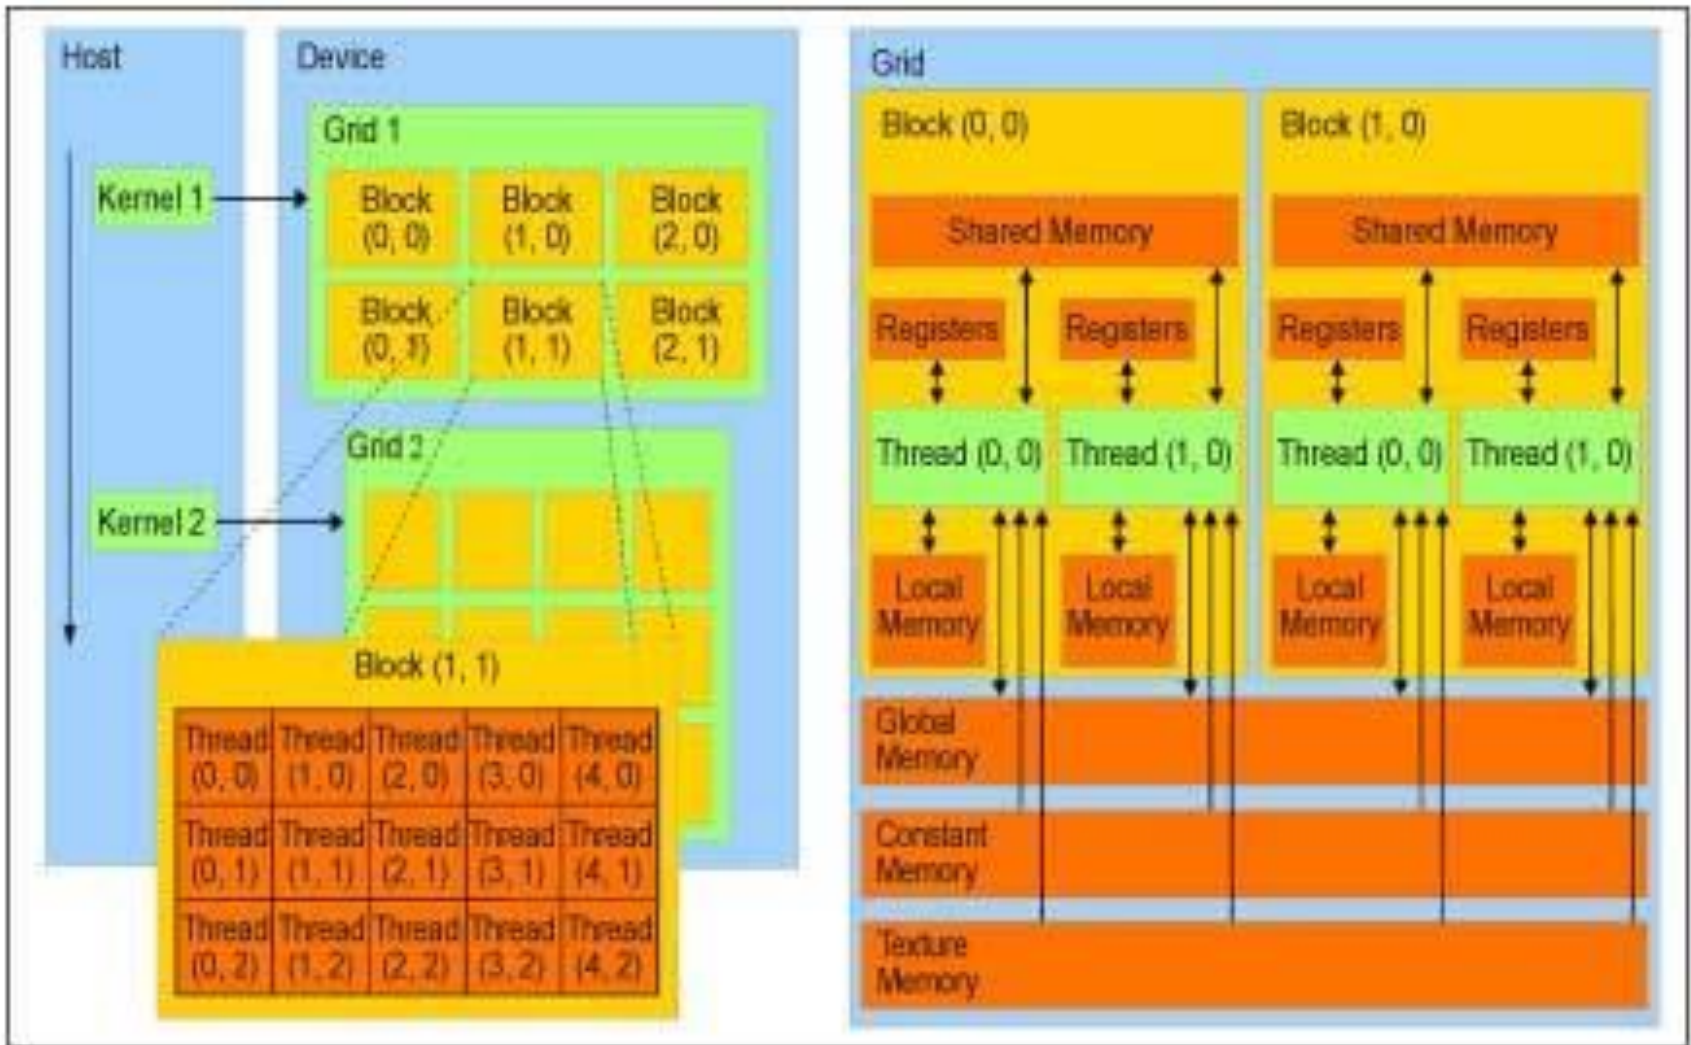 Host
Device
Grid 1
Kernel 1
Block
(0, 0)
Block
(1, 0)
Block
(2, 0)
Block
(0, 1)
Block
(1, 1)
Block
(2, 1)
Grid 2
Kernel 2
Block (1, 1)
Thread
(0, 0)
Thread
(1, 0)
Thread
(2, 0)
Thread
(3, 0)
Thread
(4, 0)
Thread
(0, 1)
Thread
(1, 1)
Thread
(2, 1)
Thread
(3, 1)
Thread
(4, 1)
Thread
(0, 2)
Thread
(1, 2)
Thread
(2, 2)
Thread
(3, 2)
Thread
(4, 2)
Grid
Block (0, 0)
Shared Memory
Registers
Registers
Thread (0, 0)
Thread (1, 0)
Local
Memory
Local
Memory
Block (1, 0)
Shared Memory
Registers
Registers
Thread (0, 0)
Thread (1, 0)
Local
Memory
Local
Memory
Global
Memory
Constant
Memory
Texture
Memory